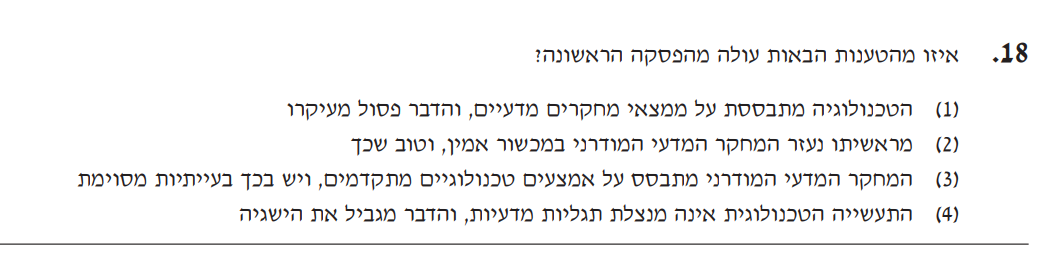 18. איזו מהטענות הבאות עולה מהפסקה הראשונה?
(1) הטכנולוגיה מתבססת על ממצאי מחקרים מדעיים, והדבר פסול מעיקרו
(2) מראשיתו נעזר המחקר המדעי המודרני במכשור אמין, וטוב שכך
(3) המחקר המדעי המודרני מתבסס על אמצעים טכנולוגיים מתקדמים, ויש בכך בעייתיות מסוימת
(4) התעשייה הטכנולוגית אינה מנצלת תגליות מדעיות, והדבר מגביל את הישגיה